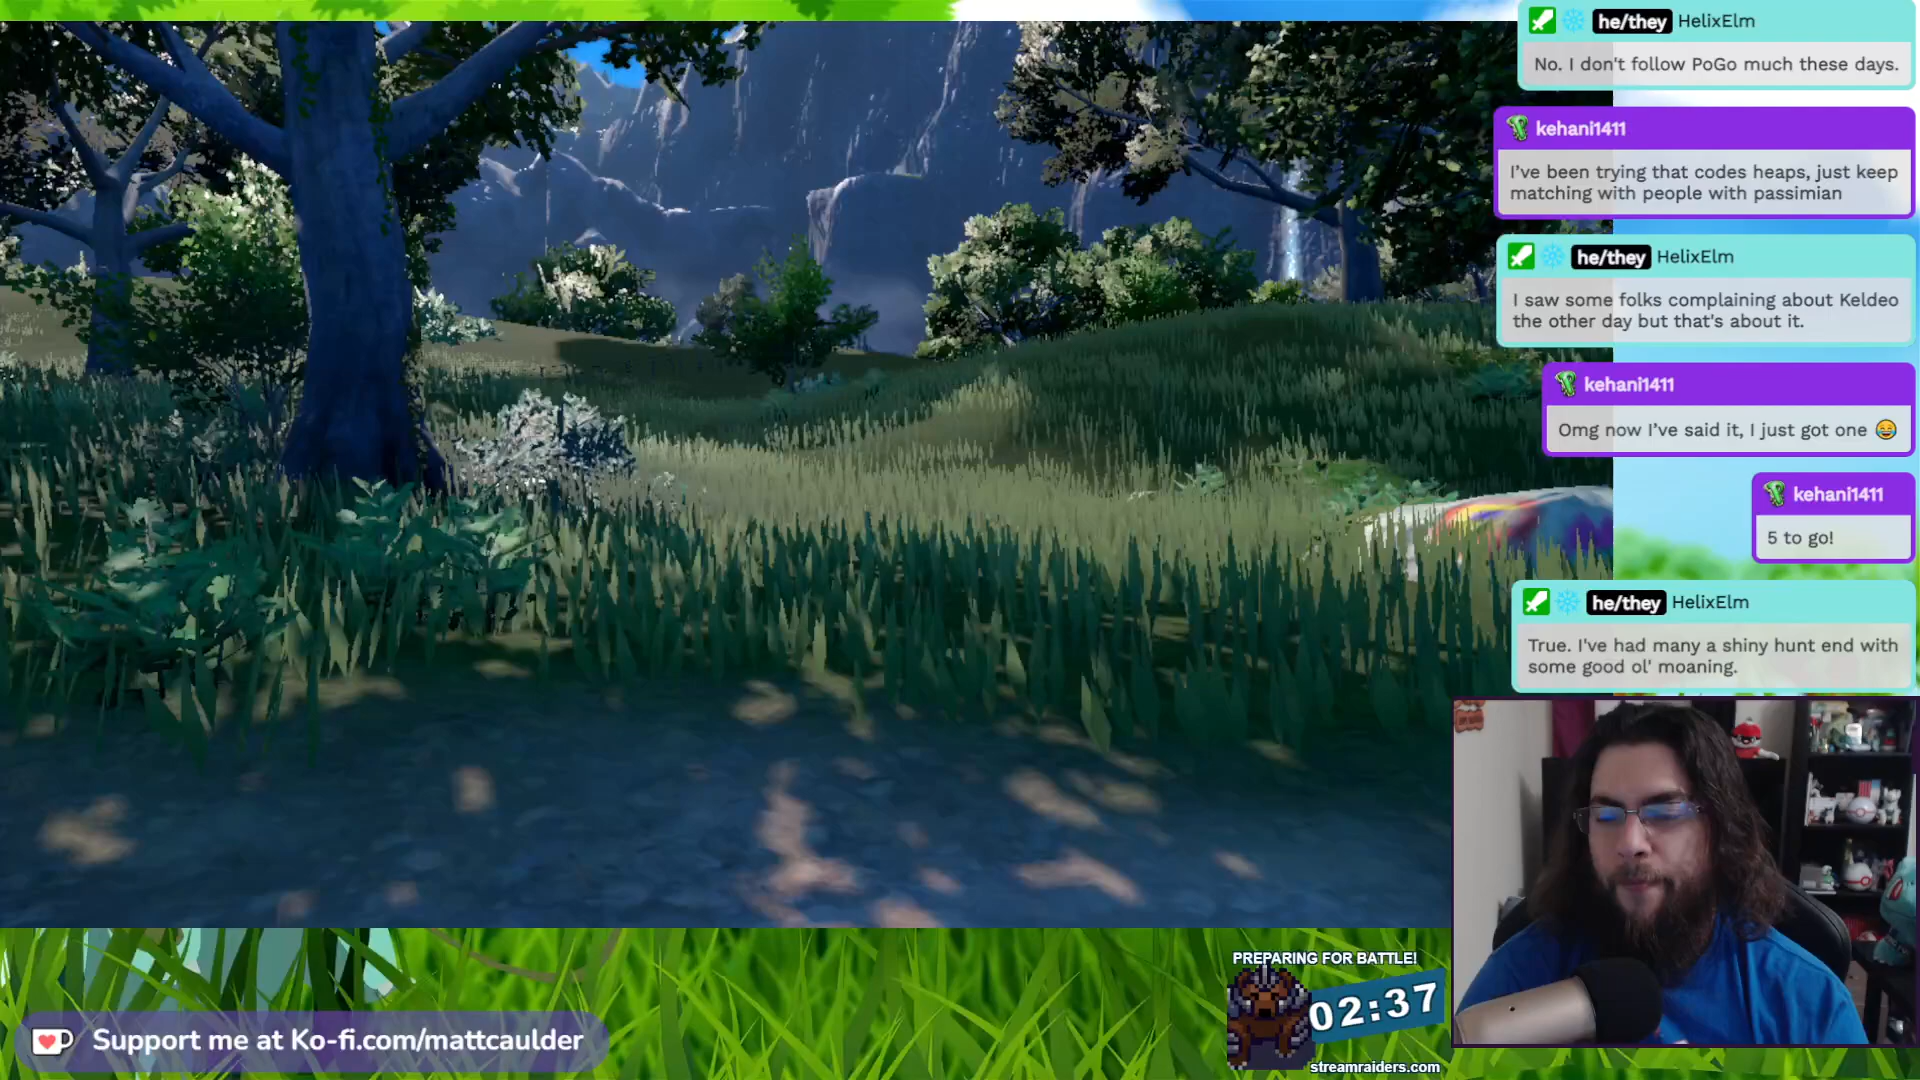 he/they HelixElm
No. I don't follow PoGo much these days.
kehani1411
I’ve been trying that codes heaps, just keep
matching with people with passimian
he/they HelixElm
I saw some folks complaining about Keldeo
the other day but that's about it.
kehani1411
Omg now I’ve said it, I just got one 😂
kehani1411
5 to go!
he/they HelixElm
True. I've had many a shiny hunt end with
some good ol' moaning.
PREPARING FOR BATTLE!
02:37
streamraiders.com
Support me at Ko-fi.com/mattcaulder